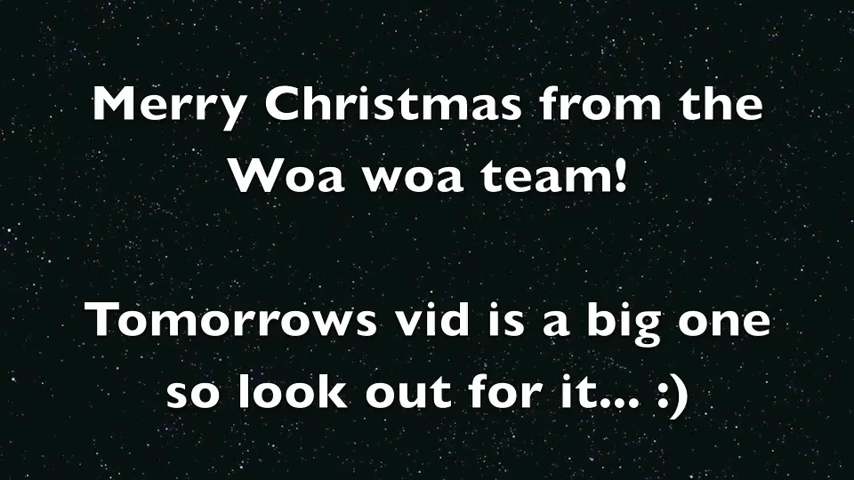 Merry Christmas from the
Woa woa team!
Tomorrows vid is a big one
so look out for it... :)